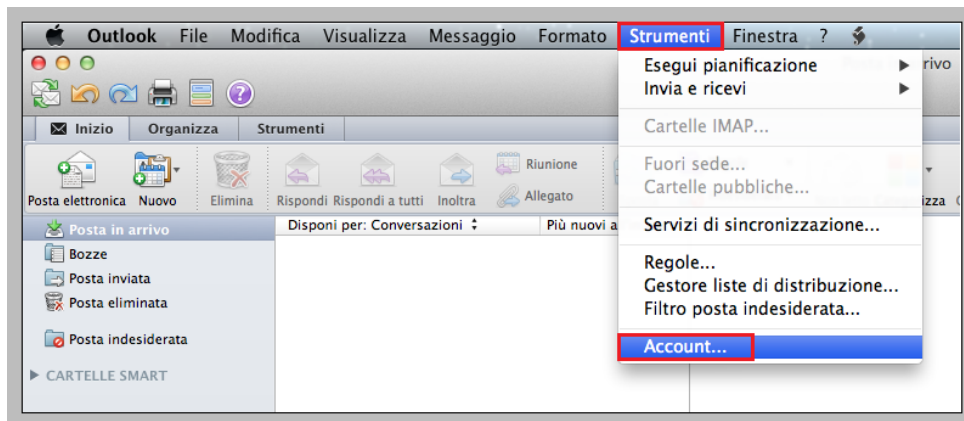 Outlook File Modifica Visualizza Messaggio Formato Strumenti Finestra ?
Esegui pianificazione
rivo
Invia e ricevi
Inizio Organizza Strumenti
Cartelle IMAP...
Riunione
Fuori sede...
Allegato
Cartelle pubbliche...
Posta elettronica Nuovo Elimina Rispondi Rispondi a tutti Inoltra
izza
Posta in arrivo
Disponi per: Conversazioni Più nuovi a
Servizi di sincronizzazione...
Bozze
Regole...
Posta inviata
Gestore liste di distribuzione...
Posta eliminata
Filtro posta indesiderata...
Posta indesiderata
Account...
CARTELLE SMART